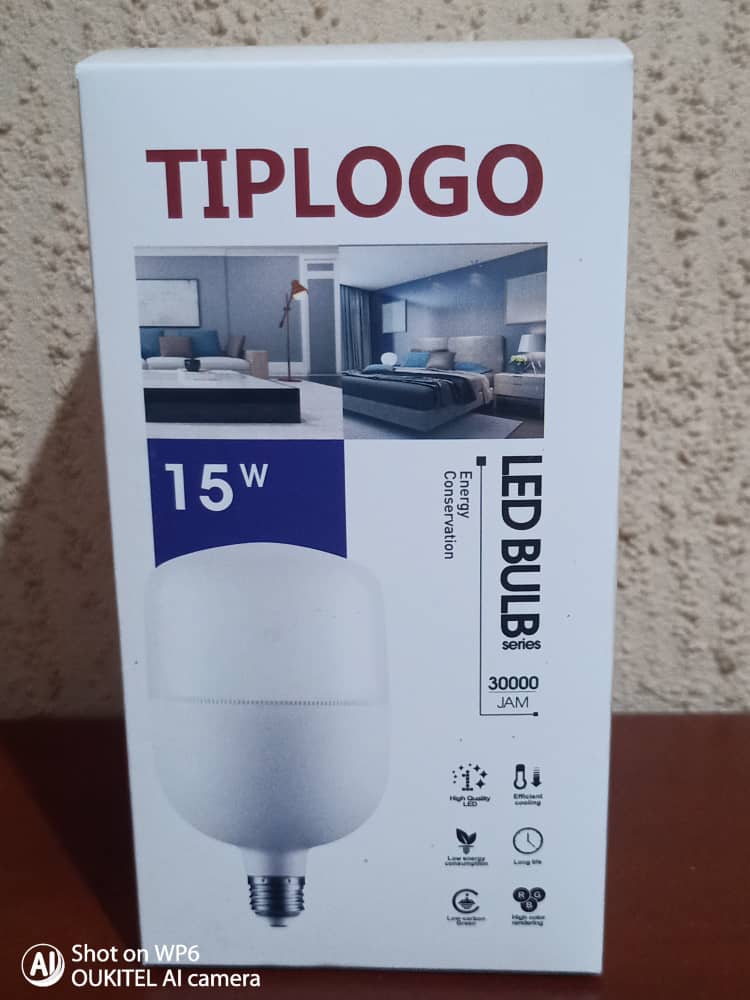 TIPLOGO
15W
Energy
Conservation
LED BULB
series
30000
JAM
High Quality
LED
Efficient
cooling
Low energy
consumption
Long life
Low carbon
Green
R G
B
High color
rendering
AI
Shot on WP6
OUKITEL AI camera